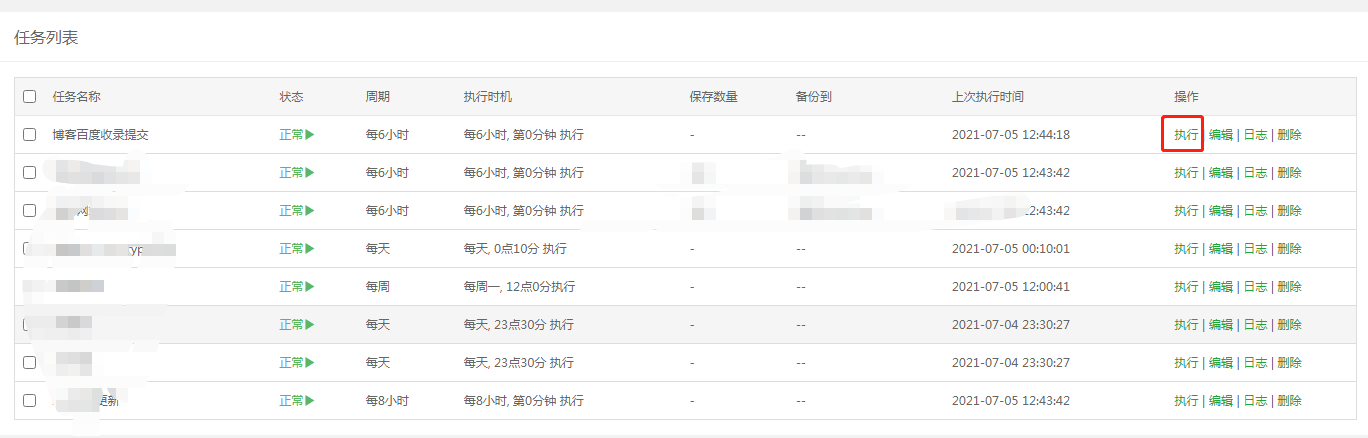 任务列表
任务名称 状态 周期 执行时机 保存数量 备份到 上次执行时间 操作
博客百度收录提交 正常 每6小时 每6小时, 第0分钟 执行 - -- 2021-07-05 12:44:18 执行 编辑 | 日志 | 删除
正常 每6小时 每6小时, 第0分钟 执行 2021-07-05 12:43:42 执行 | 编辑 | 日志 | 删除
正常 每6小时 每6小时, 第0分钟 执行 12:43:42 执行 | 编辑 | 日志 | 删除
正常 每天 每天, 0点10分 执行 - -- 2021-07-05 00:10:01 执行 | 编辑 | 日志 | 删除
正常 每周 每周一, 12点0分执行 - -- 2021-07-05 12:00:41 执行 | 编辑 | 日志 | 删除
正常 每天 每天, 23点30分 执行 - -- 2021-07-04 23:30:27 执行 | 编辑 | 日志 | 删除
正常 每天 每天, 23点30分 执行 - -- 2021-07-04 23:30:27 执行 | 编辑 | 日志 | 删除
更新 正常 每8小时 每8小时, 第0分钟 执行 - -- 2021-07-05 12:43:42 执行 | 编辑 | 日志 | 删除